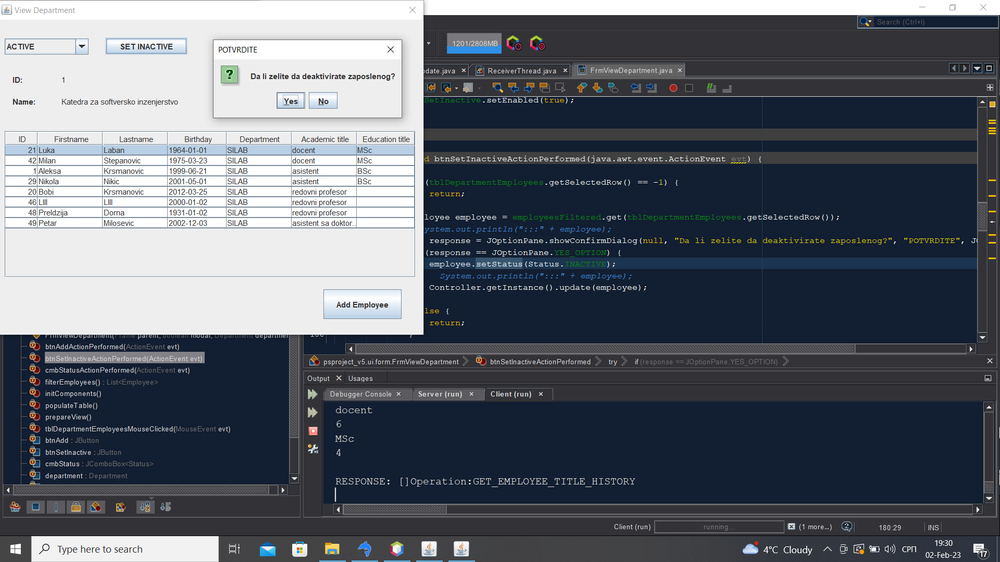 View Department
ACTIVE
SET INACTIVE
ID: 1
Name: Katedra za softversko inzenjerstvo
POTVRDITE
Da li zelite da deaktivirate zaposlenog?
Yes No
ID Firstname Lastname Birthday Department Academic title Education title
21 Luka Laban 1964-01-01 SILAB docent MSc
42 Milan Stepanovic 1975-03-23 SILAB docent MSc
1 Aleksa Krsmanovic 1999-06-21 SILAB asistent BSc
29 Nikola Nikic 2001-05-01 SILAB asistent BSc
20 Bobi Krsmanovic 2012-03-25 SILAB redovni profesor
46 Llll Llll 2000-01-02 SILAB redovni profesor
48 Preldzija Dorna 1931-01-02 SILAB redovni profesor
49 Petar Milosevic 2002-12-03 SILAB asistent sa doktor...
Add Employee
Search (Ctrl+I)
1201/2808MB
pdate.java ReceiverThread.java FrmViewDepartment.java
SetInactive.setEnabled(true);
d btnSetInactiveActionPerformed(java.awt.event.ActionEvent evt) {
(tblDepartmentEmployees.getSelectedRow() == -1) {
return;
loyee employee = employeesFiltered.get(tblDepartmentEmployees.getSelectedRow());
ystem.out.println(":::" + employee);
response = JOptionPane.showConfirmDialog(null, "Da li zelite da deaktivirate zaposlenog?", "POTVRDITE", JO
(response == JOptionPane.YES_OPTION) {
employee.setStatus(Status.INACTIVE);
System.out.println(":::" + employee);
Controller.getInstance().update(employee);
lse {
return;
}
FrmViewDepartment(Frame parent, boolean modal, Department departmen
btnAddActionPerformed(ActionEvent evt)
btnSetInactiveActionPerformed(ActionEvent evt)
cmbStatusActionPerformed(ActionEvent evt)
filterEmployees() : List<Employee>
initComponents()
populateTable()
prepareView()
tblDepartmentEmployeesMouseClicked(MouseEvent evt)
btnAdd : JButton
btnSetInactive : JButton
cmbStatus : JComboBox<Status>
department : Department
psproject_v5.ui.form.FrmViewDepartment btnSetInactiveActionPerformed try if (response == JOptionPane.YES_OPTION)
Output Usages
Debugger Console Server (run) Client (run)
docent
6
MSc
4
RESPONSE: []Operation:GET_EMPLOYEE_TITLE_HISTORY
Client (run) running... (1 more...) 2 180:29 INS
Type here to search
4°C Cloudy
СРП
19:30
02-Feb-23
17